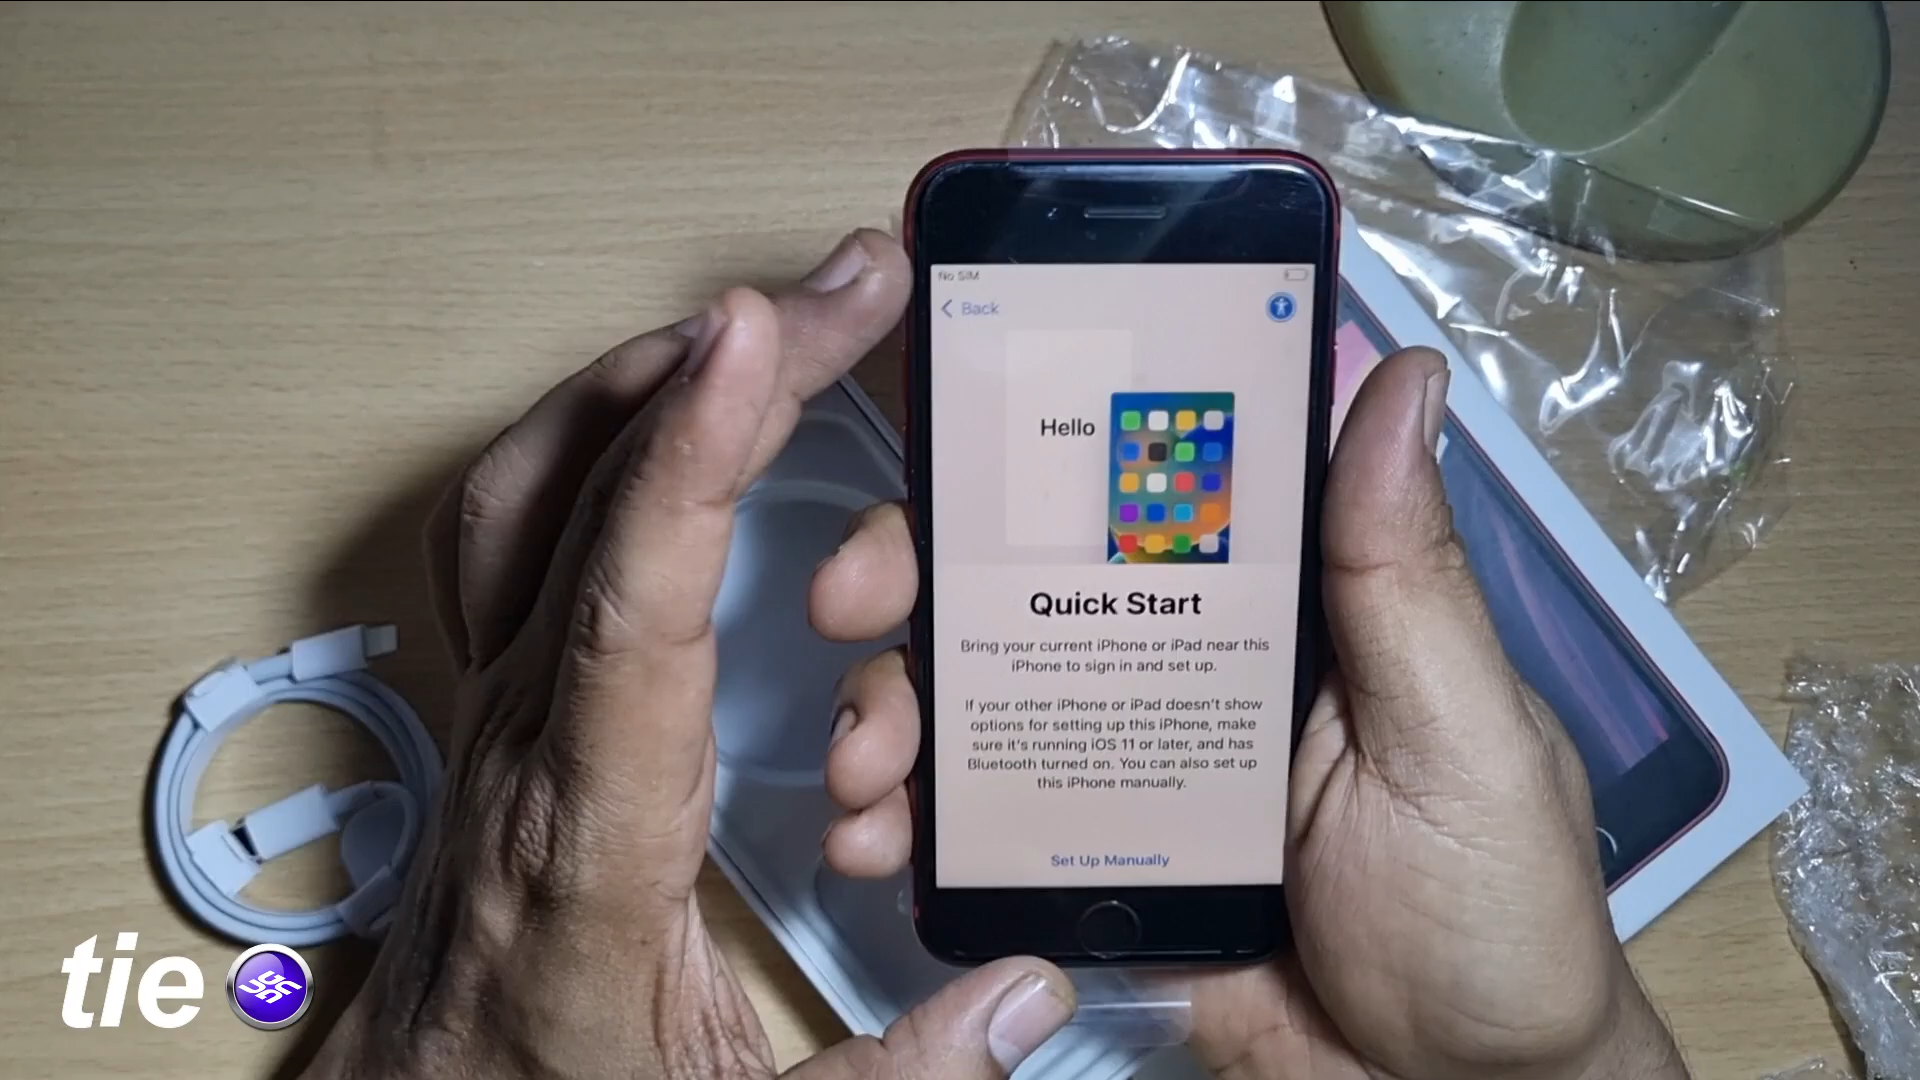 No SIM
Back
Hello
Quick Start
Bring your current iPhone or iPad near this
iPhone to sign in and set up.
If your other iPhone or iPad doesn't show
options for setting up this iPhone, make
sure it's running iOS 11 or later, and has
Bluetooth turned on. You can also set up
this iPhone manually.
Set Up Manually
tie